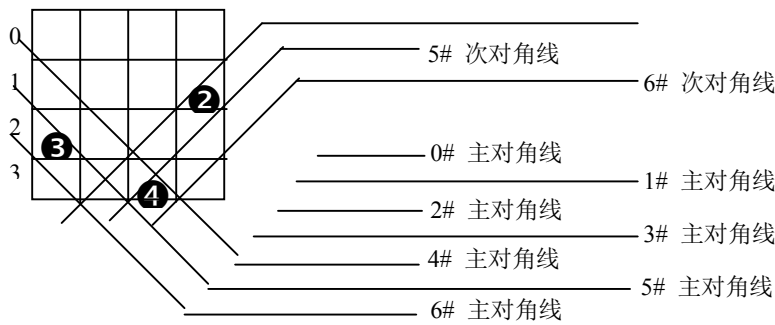 0
1
2
3
❷
❸
❹
5# 次对角线
6# 次对角线
0# 主对角线
1# 主对角线
2# 主对角线
3# 主对角线
4# 主对角线
5# 主对角线
6# 主对角线